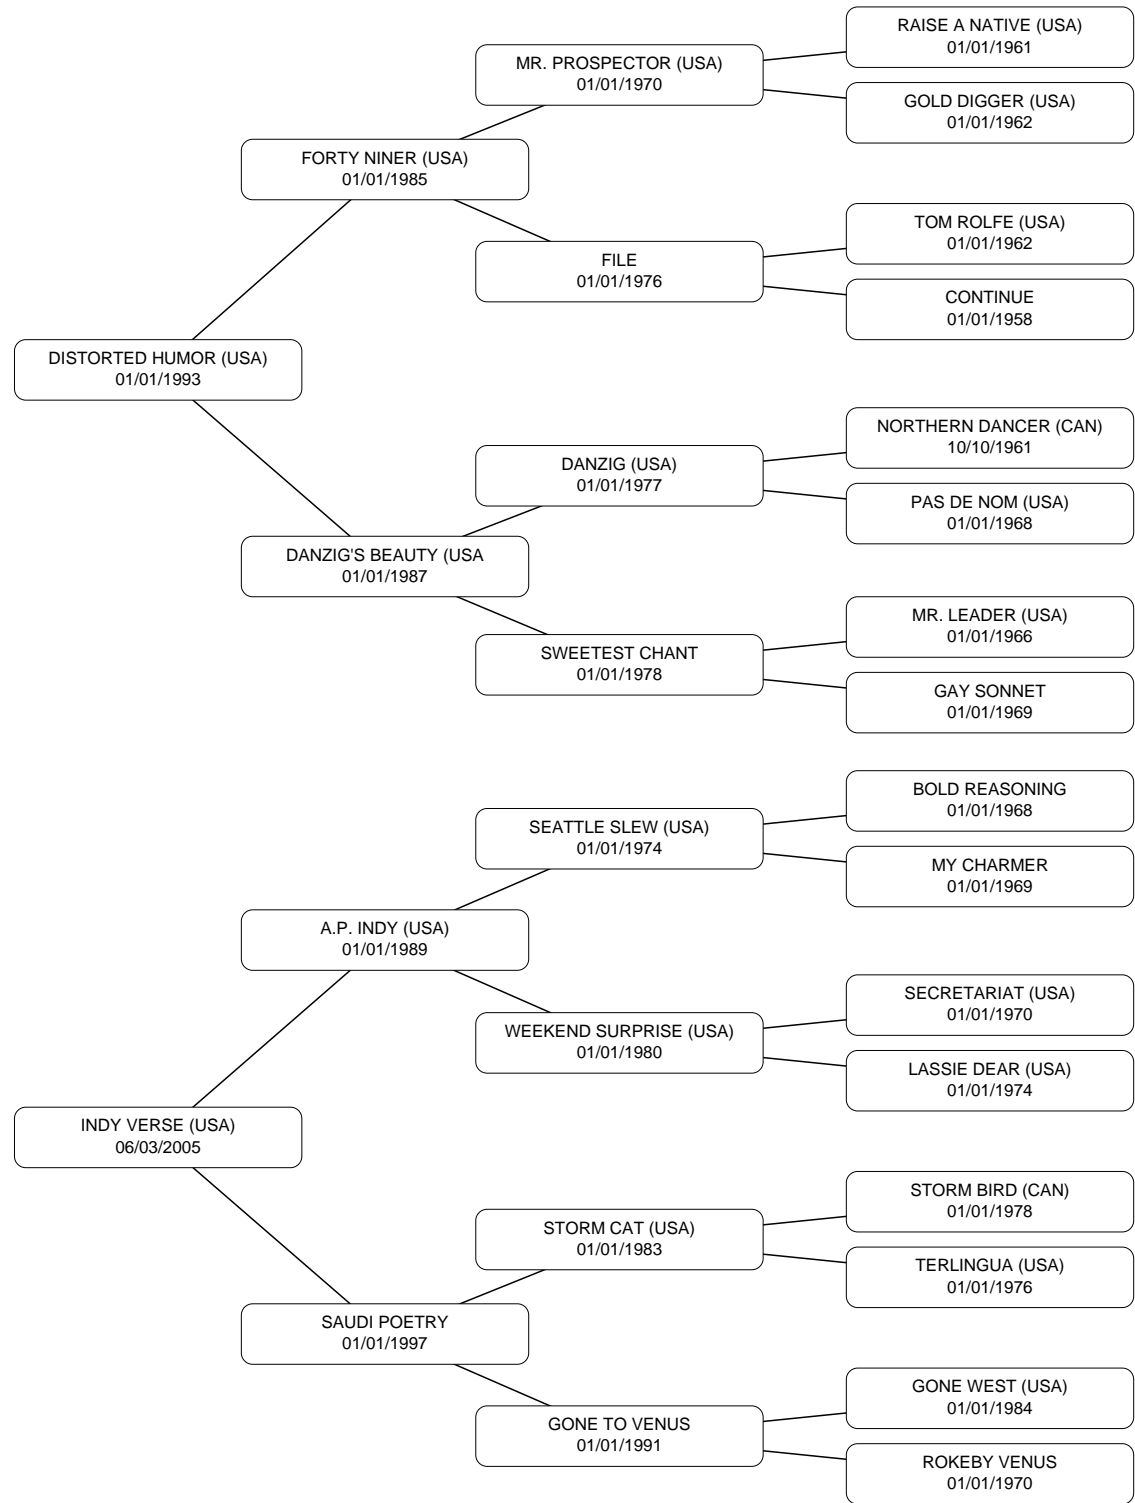 RAISE A NATIVE (USA)
01/01/1961
MR. PROSPECTOR (USA)
01/01/1970
GOLD DIGGER (USA)
01/01/1962
FORTY NINER (USA)
01/01/1985
TOM ROLFE (USA)
01/01/1962
FILE
01/01/1976
CONTINUE
01/01/1958
DISTORTED HUMOR (USA)
01/01/1993
NORTHERN DANCER (CAN)
10/10/1961
DANZIG (USA)
01/01/1977
PAS DE NOM (USA)
01/01/1968
DANZIG'S BEAUTY (USA
01/01/1987
MR. LEADER (USA)
01/01/1966
SWEETEST CHANT
01/01/1978
GAY SONNET
01/01/1969
BOLD REASONING
01/01/1968
SEATTLE SLEW (USA)
01/01/1974
MY CHARMER
01/01/1969
A.P. INDY (USA)
01/01/1989
SECRETARIAT (USA)
01/01/1970
WEEKEND SURPRISE (USA)
01/01/1980
LASSIE DEAR (USA)
01/01/1974
INDY VERSE (USA)
06/03/2005
STORM BIRD (CAN)
01/01/1978
STORM CAT (USA)
01/01/1983
TERLINGUA (USA)
01/01/1976
SAUDI POETRY
01/01/1997
GONE WEST (USA)
01/01/1984
GONE TO VENUS
01/01/1991
ROKEBY VENUS
01/01/1970